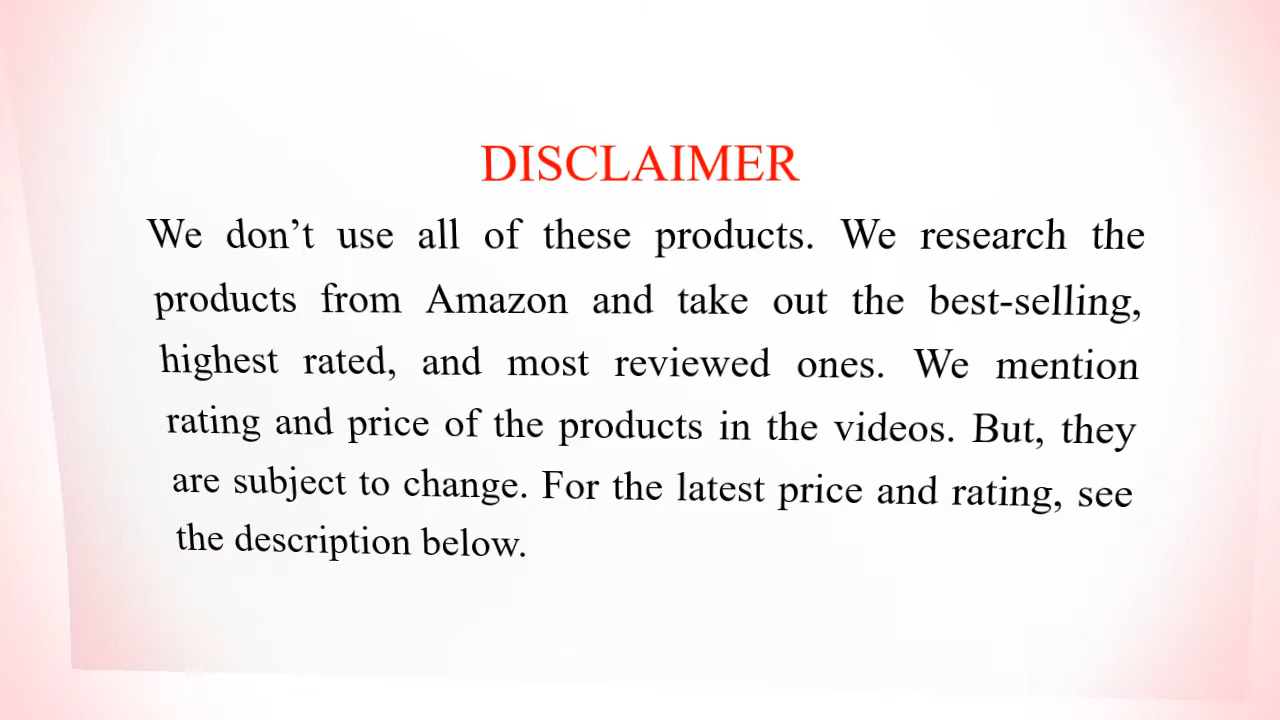 DISCLAIMER
We don’t use all of these products. We research the
products from Amazon and take out the best-selling,
highest rated, and most reviewed ones. We mention
rating and price of the products in the videos. But, they
are subject to change. For the latest price and rating, see
the description below.